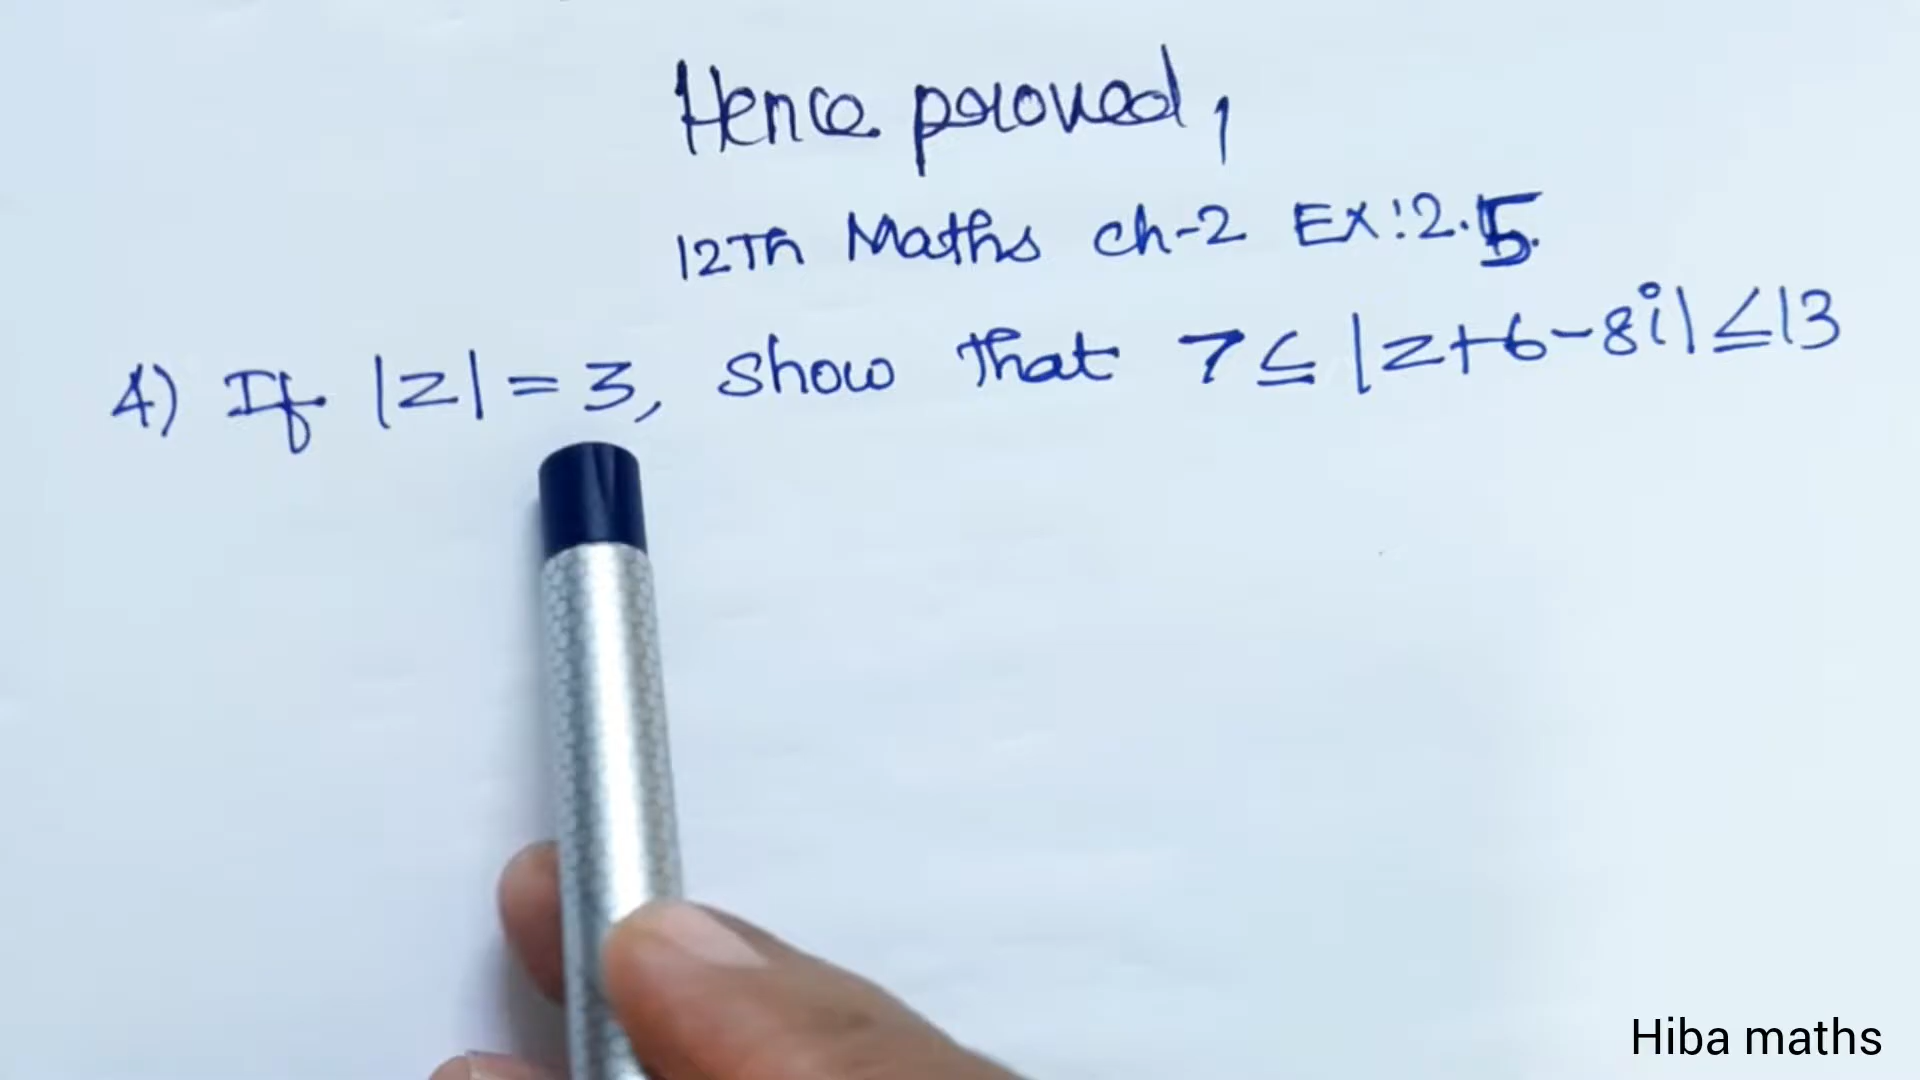 Hence proved,
12Th Maths ch-2 Ex:2.5.
4) If |z| = 3, show that 7 ≤ |z+6-8i| ≤ 13
Hiba maths